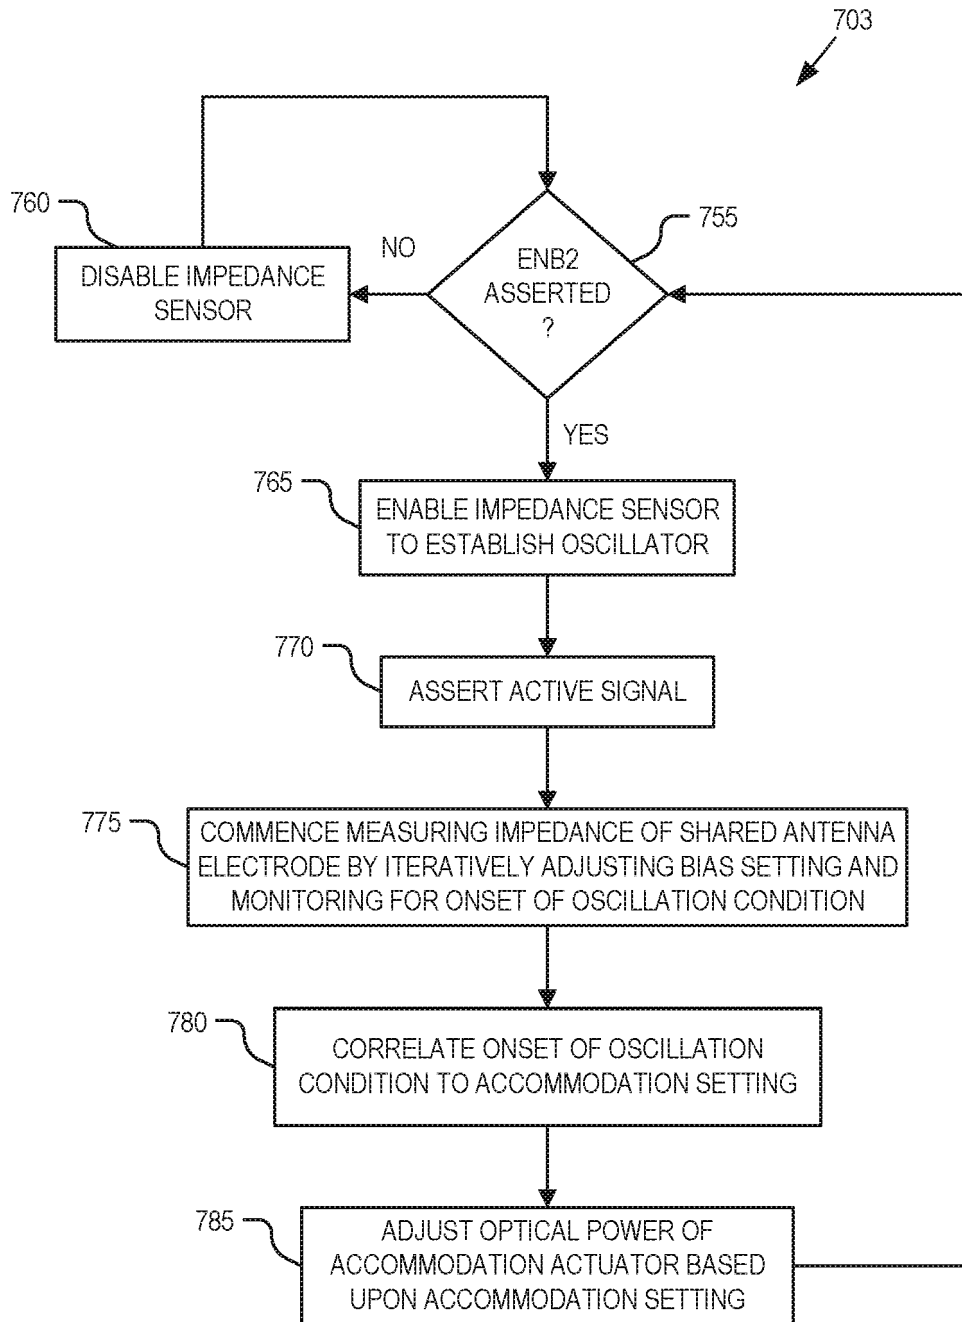 703
760
755
NO
ENB2
ASSERTED
?
DISABLE IMPEDANCE
SENSOR
YES
765
ENABLE IMPEDANCE SENSOR
TO ESTABLISH OSCILLATOR
770
ASSERT ACTIVE SIGNAL
775
COMMENCE MEASURING IMPEDANCE OF SHARED ANTENNA
ELECTRODE BY ITERATIVELY ADJUSTING BIAS SETTING AND
MONITORING FOR ONSET OF OSCILLATION CONDITION
780
CORRELATE ONSET OF OSCILLATION
CONDITION TO ACCOMMODATION SETTING
785
ADJUST OPTICAL POWER OF
ACCOMMODATION ACTUATOR BASED
UPON ACCOMMODATION SETTING